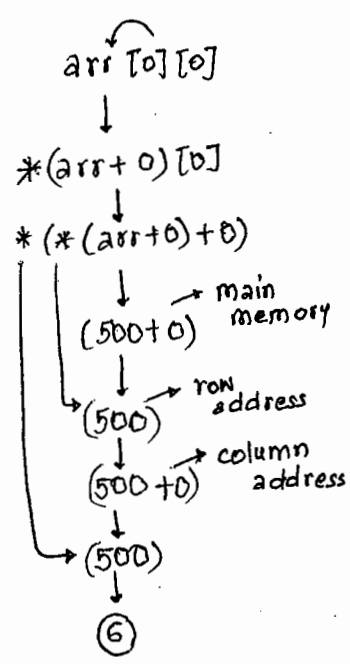 arr [0][0]
*(arr+0)[0]
*(*(arr+0)+0)
(500+0)
main
memory
(500)
row
address
(500+0)
column
address
(500)
6